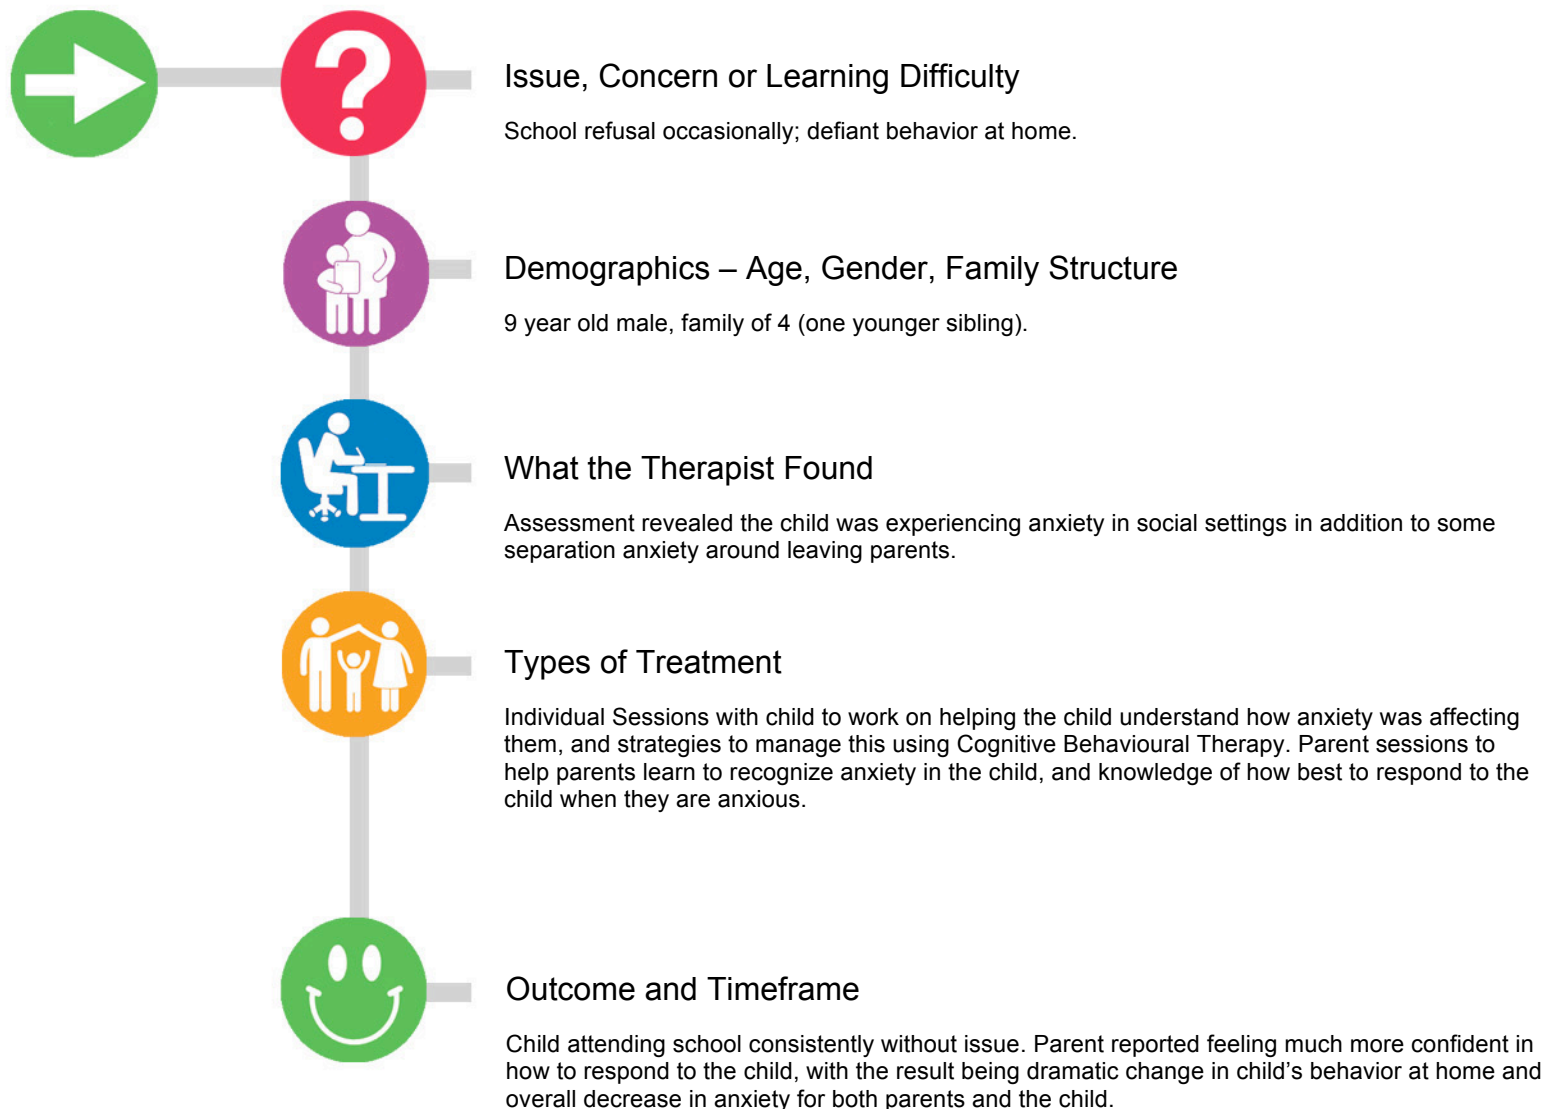 Issue, Concern or Learning Difficulty
School refusal occasionally; defiant behavior at home.
Demographics – Age, Gender, Family Structure
9 year old male, family of 4 (one younger sibling).
What the Therapist Found
Assessment revealed the child was experiencing anxiety in social settings in addition to some
separation anxiety around leaving parents.
Types of Treatment
Individual Sessions with child to work on helping the child understand how anxiety was affecting
them, and strategies to manage this using Cognitive Behavioural Therapy. Parent sessions to
help parents learn to recognize anxiety in the child, and knowledge of how best to respond to the
child when they are anxious.
Outcome and Timeframe
Child attending school consistently without issue. Parent reported feeling much more confident in
how to respond to the child, with the result being dramatic change in child’s behavior at home and
overall decrease in anxiety for both parents and the child.